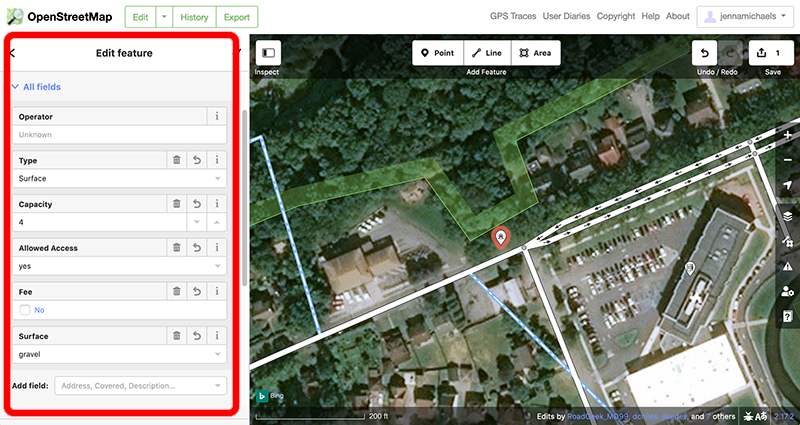 OpenStreetMap
Edit
History
Export
GPS Traces
User Diaries
Copyright
Help
About
jennamichaels
Edit feature
All fields
Operator
Unknown
Type
Surface
Capacity
4
Allowed Access
yes
Fee
No
Surface
gravel
Add field:
Address, Covered, Description...
Inspect
Point
Line
Area
Add Feature
Undo / Redo
1
Save
Bing
200 ft
Edits by RoadGeek_MD99, and 7 others
2.17.2